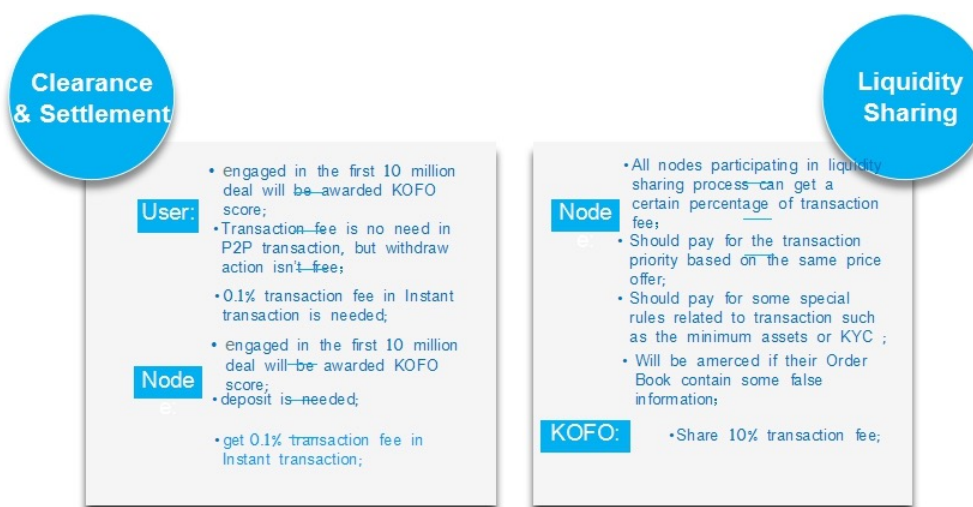 Clearance
& Settlement
User:
• engaged in the first 10 million
deal will be awarded KOFO
score;
•Transaction fee is no need in
P2P transaction, but withdraw
action isn't free;
•0.1% transaction fee in Instant
transaction is needed;
Node
e:
• engaged in the first 10 million
deal will be awarded KOFO
score;
•deposit is needed;
•get 0.1% transaction fee in
Instant transaction;
Liquidity
Sharing
Node
e:
•All nodes participating in liquidity
sharing process can get a
certain percentage of transaction
fee;
• Should pay for the transaction
priority based on the same price
offer;
• Should pay for some special
rules related to transaction such
as the minimum assets or KYC ;
• Will be amerced if their Order
Book contain some false
information;
KOFO:
•Share 10% transaction fee;